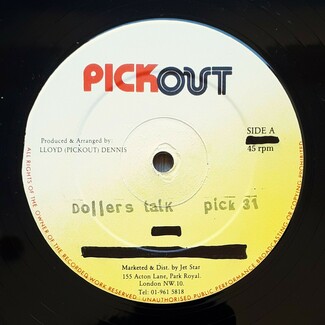 PICKOUT
Produced & Arranged by
LLOYD (PICKOUT) DENNIS
SIDE A
45 rpm
Dollers talk pick 31
Marketed & Dist. by Jet Star
155 Acton Lane, Park Royal.
London NW.10.
Tel: 01-961 5818
ALL RIGHTS OF THE OWNER OF THE RECORDED WORK RESERVED - UNAUTHORISED PUBLIC PERFORMANCE BROADCASTING OR COPYING PROHIBITED